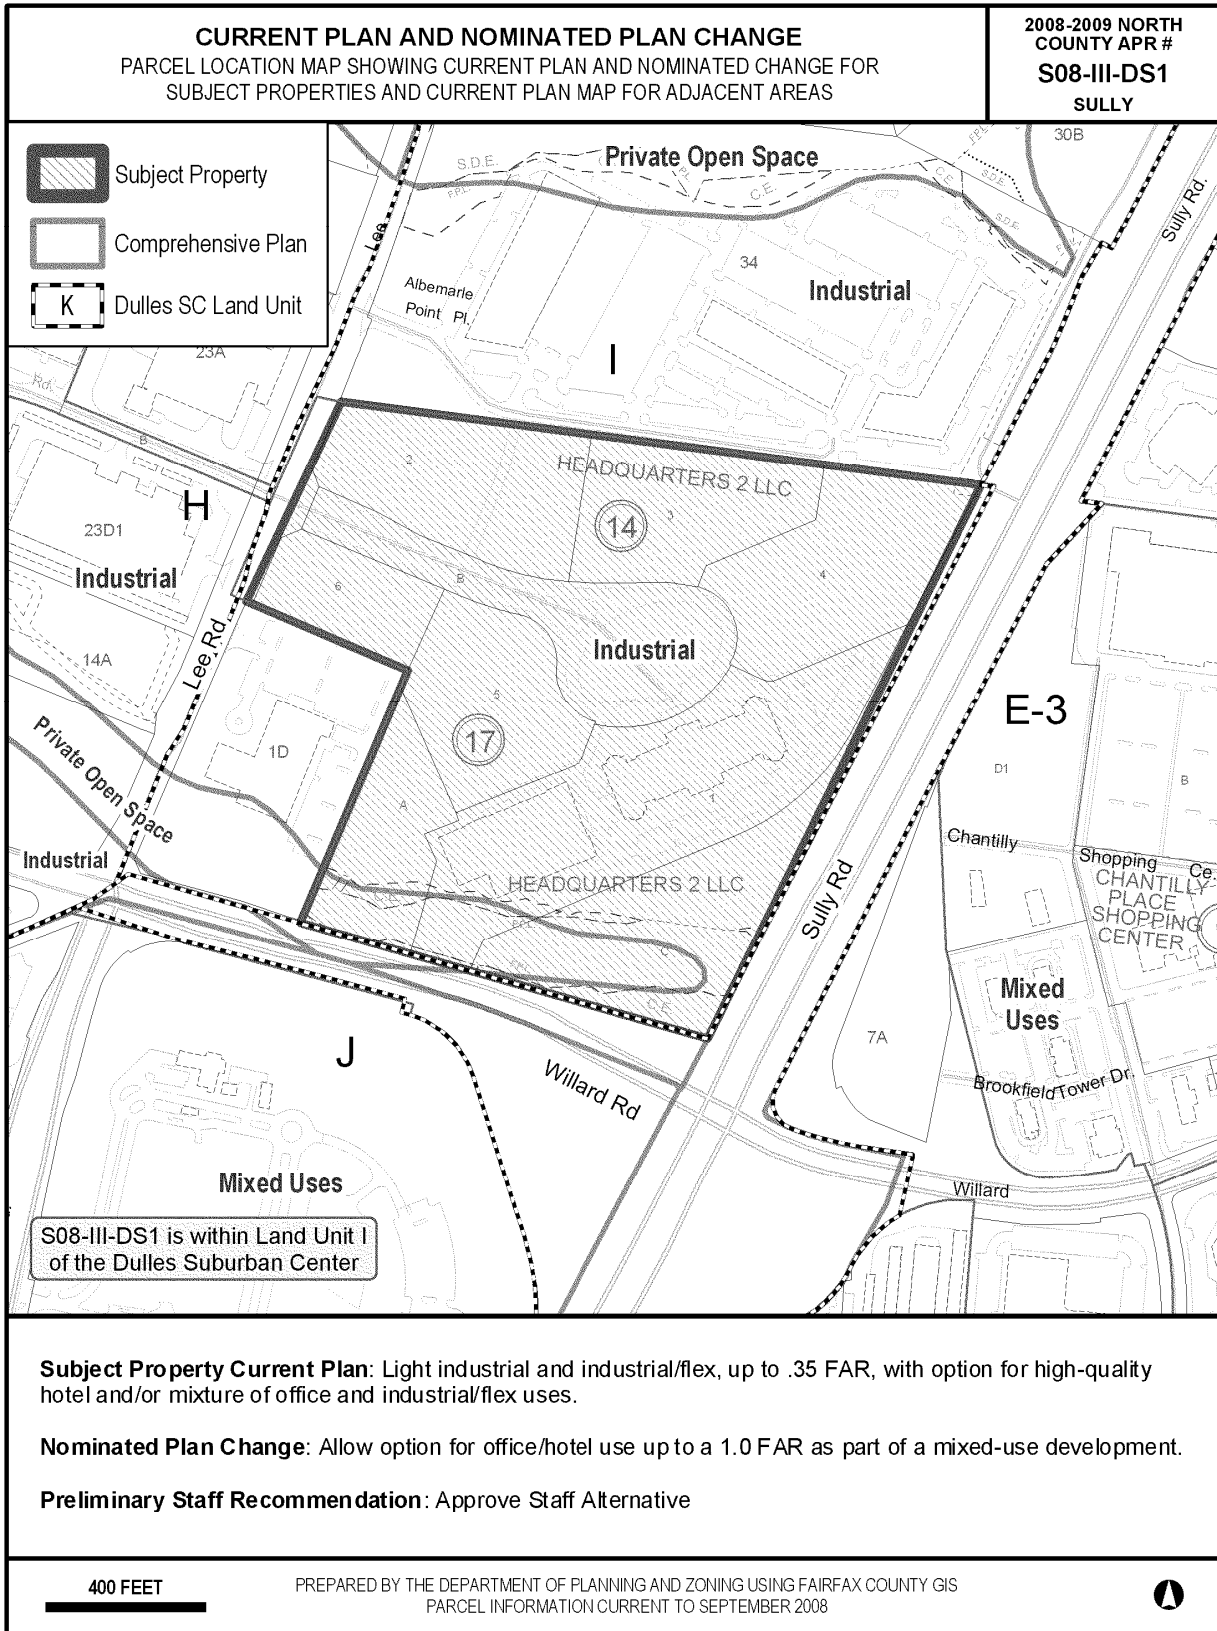 CURRENT PLAN AND NOMINATED PLAN CHANGE
PARCEL LOCATION MAP SHOWING CURRENT PLAN AND NOMINATED CHANGE FOR
SUBJECT PROPERTIES AND CURRENT PLAN MAP FOR ADJACENT AREAS
2008-2009 NORTH
COUNTY APR #
S08-III-DS1
SULLY
Subject Property
Comprehensive Plan
K
Dulles SC Land Unit
S.D.E.
FPL
Private Open Space
C.E.
C.E.
S.D.E.
S.D.E.
30B
Sully Rd.
Lee
34
Industrial
Albemarle
Point Pl.
I
23A
Rd.
B
H
23D1
Industrial
14A
Lee Rd
2
HEADQUARTERS 2 LLC
14
3
4
6
B
Industrial
5
17
1
A
1D
E-3
D1
B
Private Open Space
Industrial
HEADQUARTERS 2 LLC
C
C.E.
Sully Rd
Chantilly
Shopping
Ce.
CHANTILLY
PLACE
SHOPPING
CENTER
Mixed
Uses
7A
Brookfield Tower Dr.
J
Willard Rd
Mixed Uses
Willard
S08-III-DS1 is within Land Unit I
of the Dulles Suburban Center
Subject Property Current Plan: Light industrial and industrial/flex, up to .35 FAR, with option for high-quality
hotel and/or mixture of office and industrial/flex uses.
Nominated Plan Change: Allow option for office/hotel use up to a 1.0 FAR as part of a mixed-use development.
Preliminary Staff Recommendation: Approve Staff Alternative
400 FEET
PREPARED BY THE DEPARTMENT OF PLANNING AND ZONING USING FAIRFAX COUNTY GIS
PARCEL INFORMATION CURRENT TO SEPTEMBER 2008